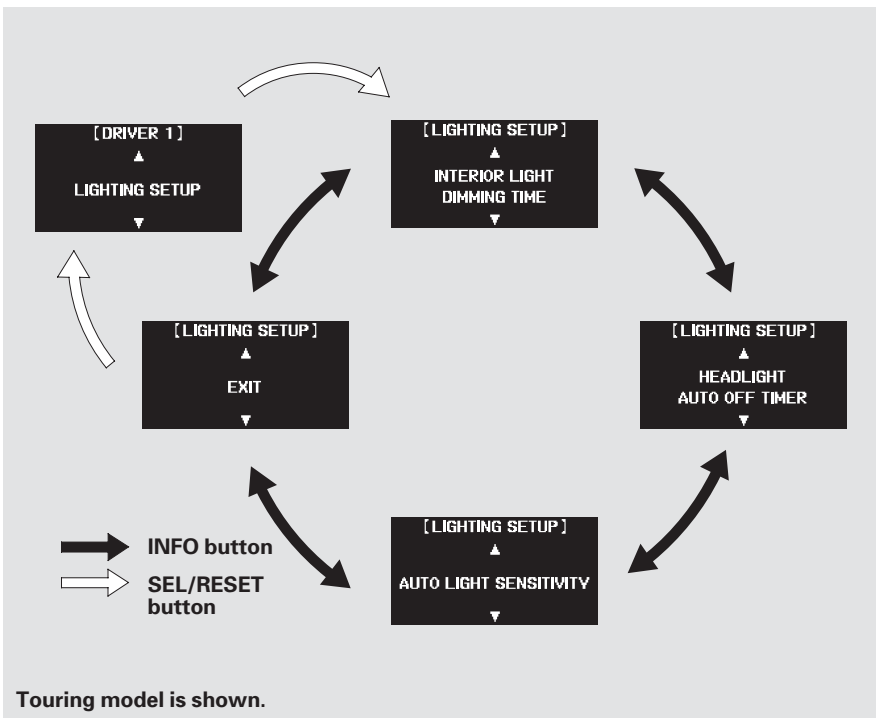 [DRIVER 1]
▲
LIGHTING SETUP
▼
[LIGHTING SETUP]
▲
INTERIOR LIGHT
DIMMING TIME
▼
[LIGHTING SETUP]
▲
HEADLIGHT
AUTO OFF TIMER
▼
[LIGHTING SETUP]
▲
AUTO LIGHT SENSITIVITY
▼
[LIGHTING SETUP]
▲
EXIT
▼
INFO button
SEL/RESET
button
Touring model is shown.